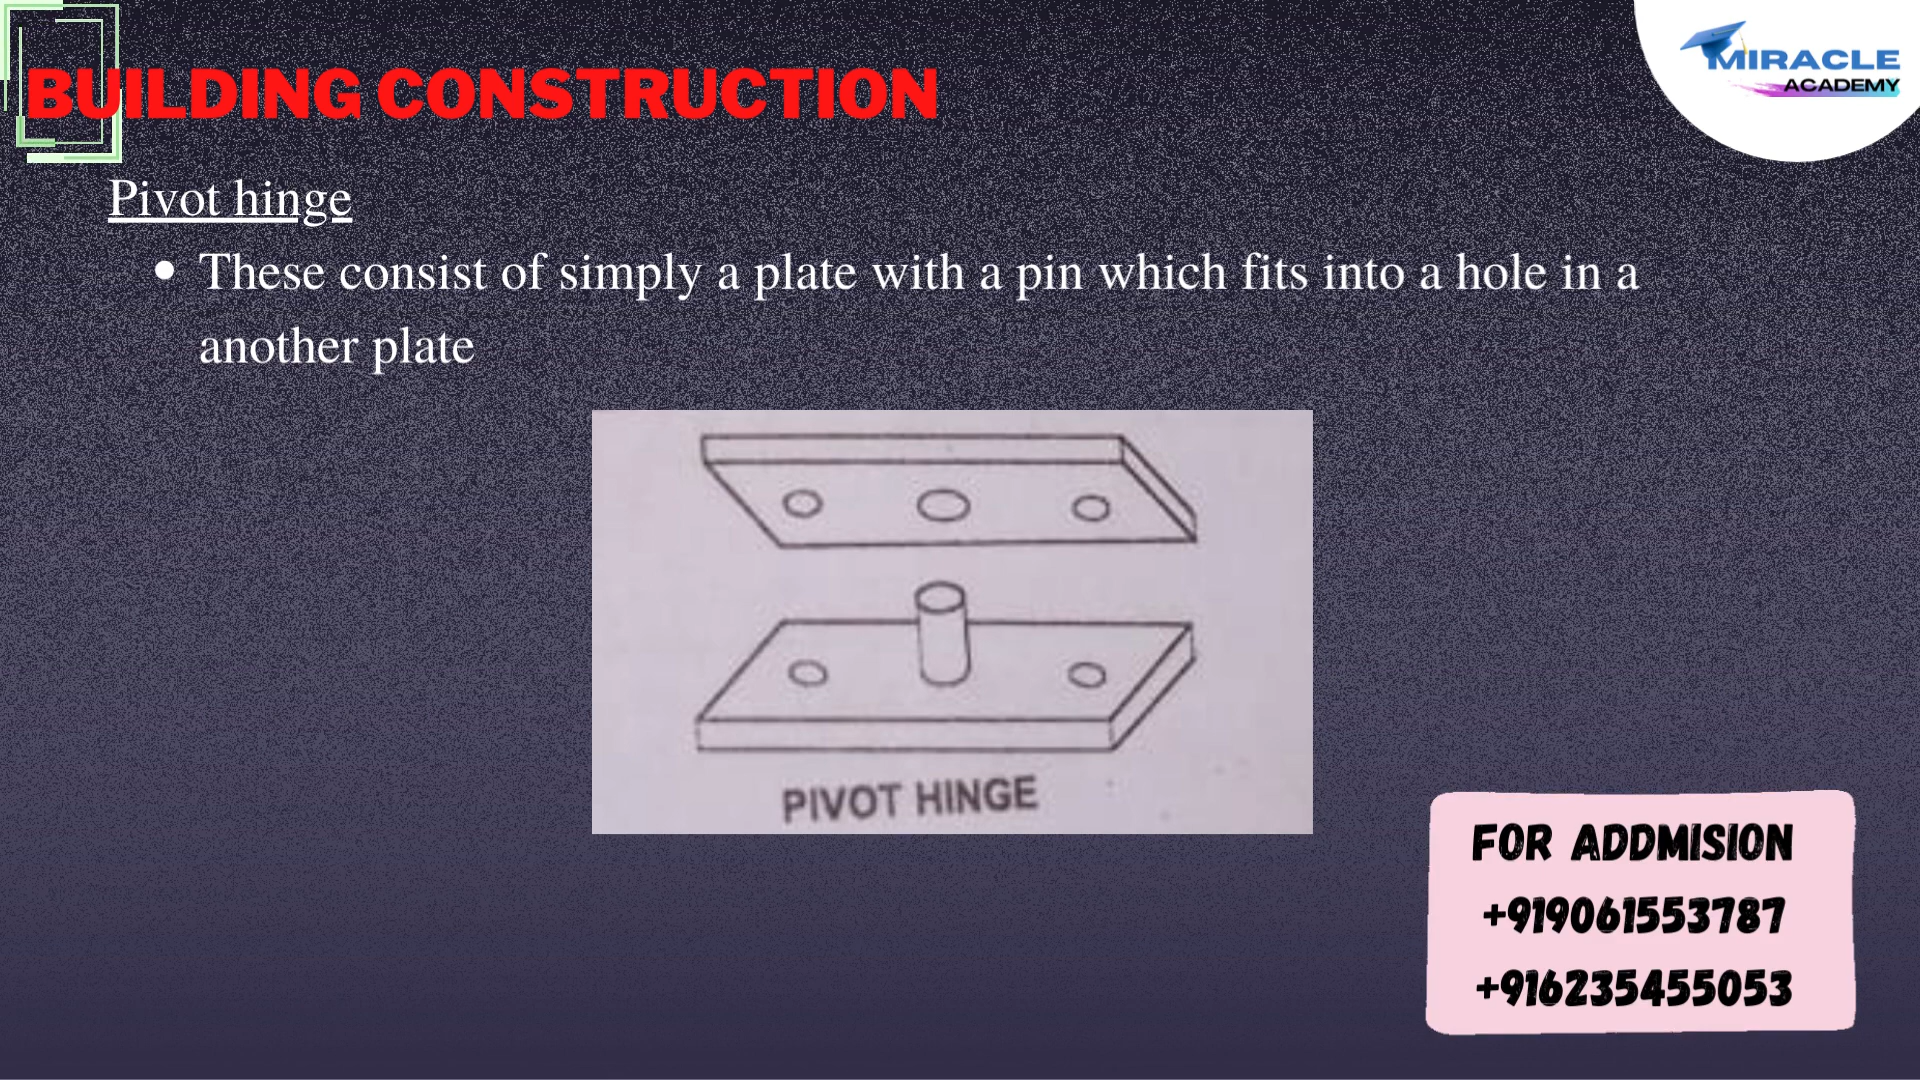 MIRACLE
ACADEMY
BUILDING CONSTRUCTION
Pivot hinge
These consist of simply a plate with a pin which fits into a hole in a
another plate
PIVOT HINGE
FOR ADDMISION
+919061553787
+916235455053